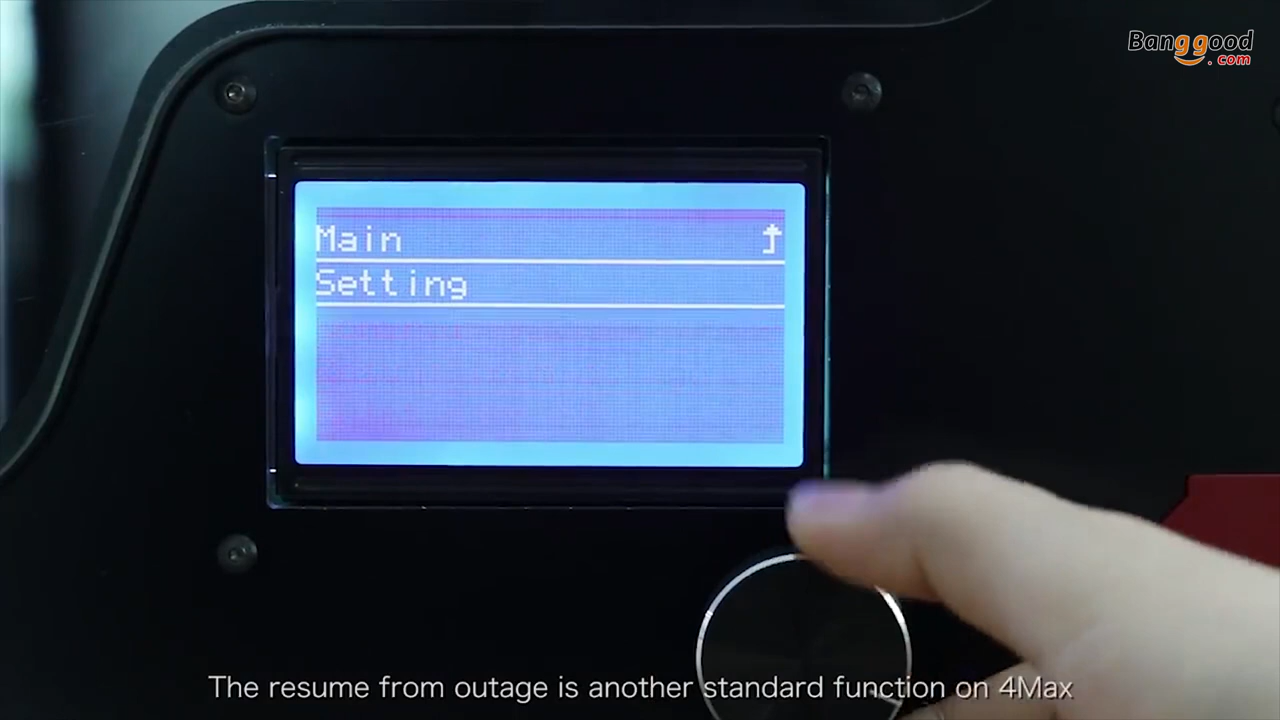 Banggood
.com
Main
Setting
The resume from outage is another standard function on 4Max